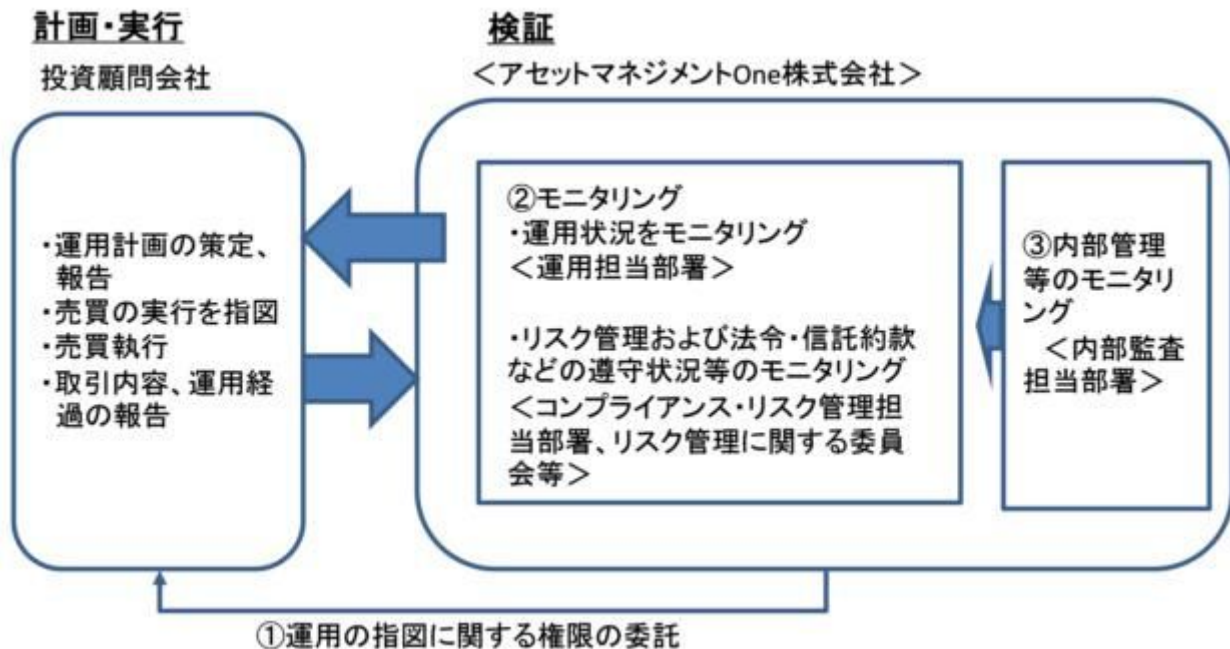 計画・実行
投資顧問会社
・運用計画の策定、
報告
・売買の実行を指図
・売買執行
・取引内容、運用経
過の報告
検証
＜アセットマネジメントOne株式会社＞
②モニタリング
・運用状況をモニタリング
＜運用担当部署＞
・リスク管理および法令・信託約款
などの遵守状況等のモニタリング
＜コンプライアンス・リスク管理担
当部署、リスク管理に関する委員
会等＞
③内部管理
等のモニタリ
ング
＜内部監査
担当部署＞
①運用の指図に関する権限の委託